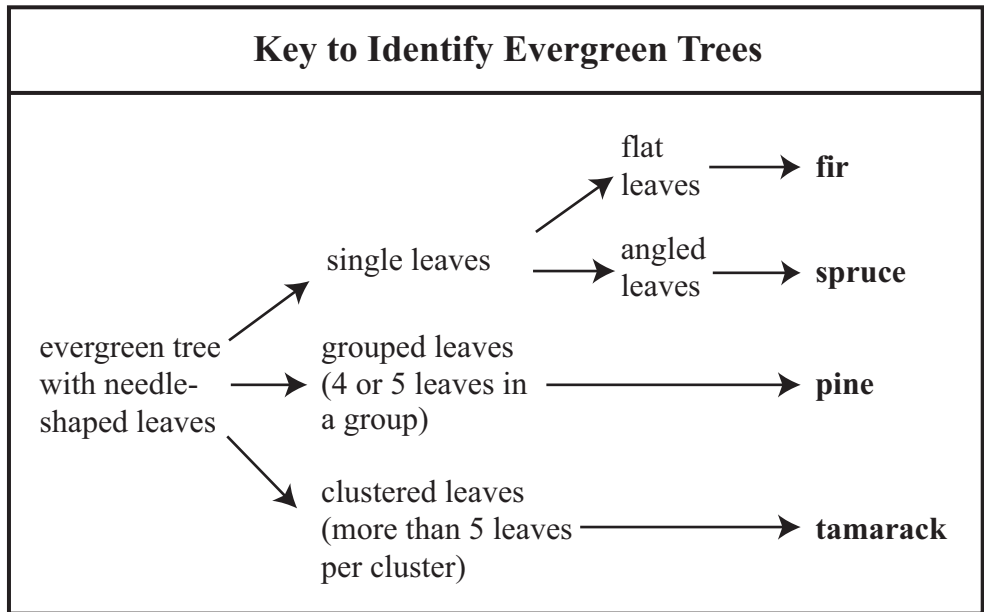 Key to Identify Evergreen Trees
flat
leaves
fir
single leaves
angled
leaves
spruce
evergreen tree
with needle-
shaped leaves
grouped leaves
(4 or 5 leaves in
a group)
pine
clustered leaves
(more than 5 leaves
per cluster)
tamarack